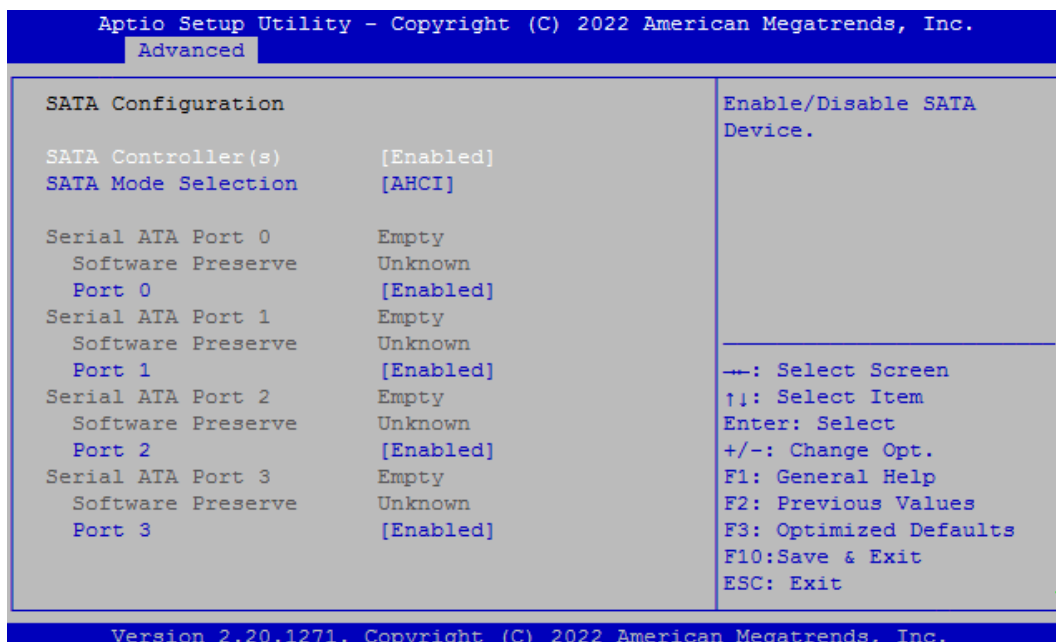 Aptio Setup Utility - Copyright (C) 2022 American Megatrends, Inc.
Advanced
SATA Configuration
SATA Controller(s) [Enabled]
SATA Mode Selection [AHCI]
Serial ATA Port 0 Empty
Software Preserve Unknown
Port 0 [Enabled]
Serial ATA Port 1 Empty
Software Preserve Unknown
Port 1 [Enabled]
Serial ATA Port 2 Empty
Software Preserve Unknown
Port 2 [Enabled]
Serial ATA Port 3 Empty
Software Preserve Unknown
Port 3 [Enabled]
Enable/Disable SATA
Device.
→←: Select Screen
↑↓: Select Item
Enter: Select
+/-: Change Opt.
F1: General Help
F2: Previous Values
F3: Optimized Defaults
F10:Save & Exit
ESC: Exit
Version 2.20.1271. Copyright (C) 2022 American Megatrends, Inc.